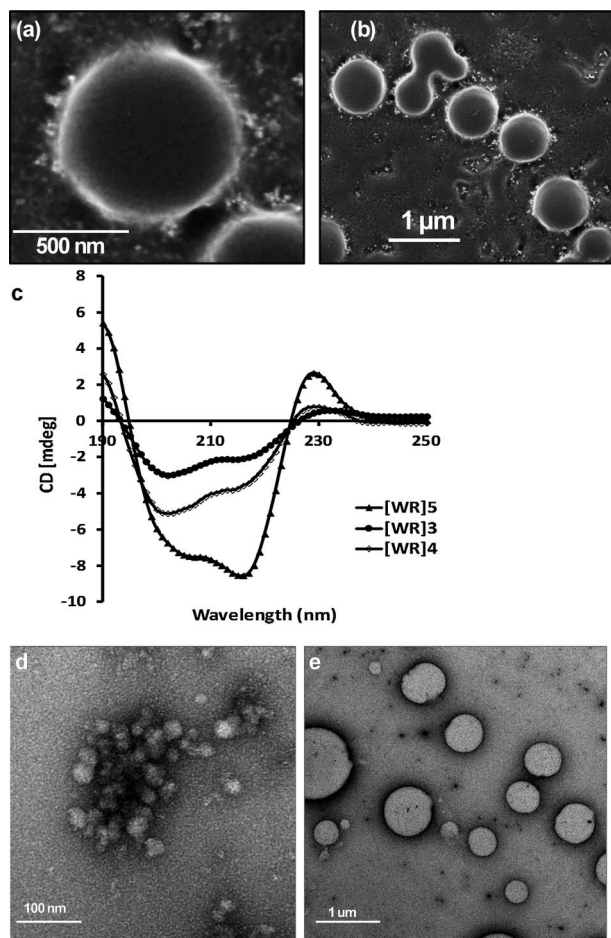 (a)
500 nm
(b)
1 µm
c
8
6
4
2
0
-2
-4
-6
-8
-10
CD [mdeg]
190
210
230
250
[WR]5
[WR]3
[WR]4
Wavelength (nm)
d
100 nm
e
1 um